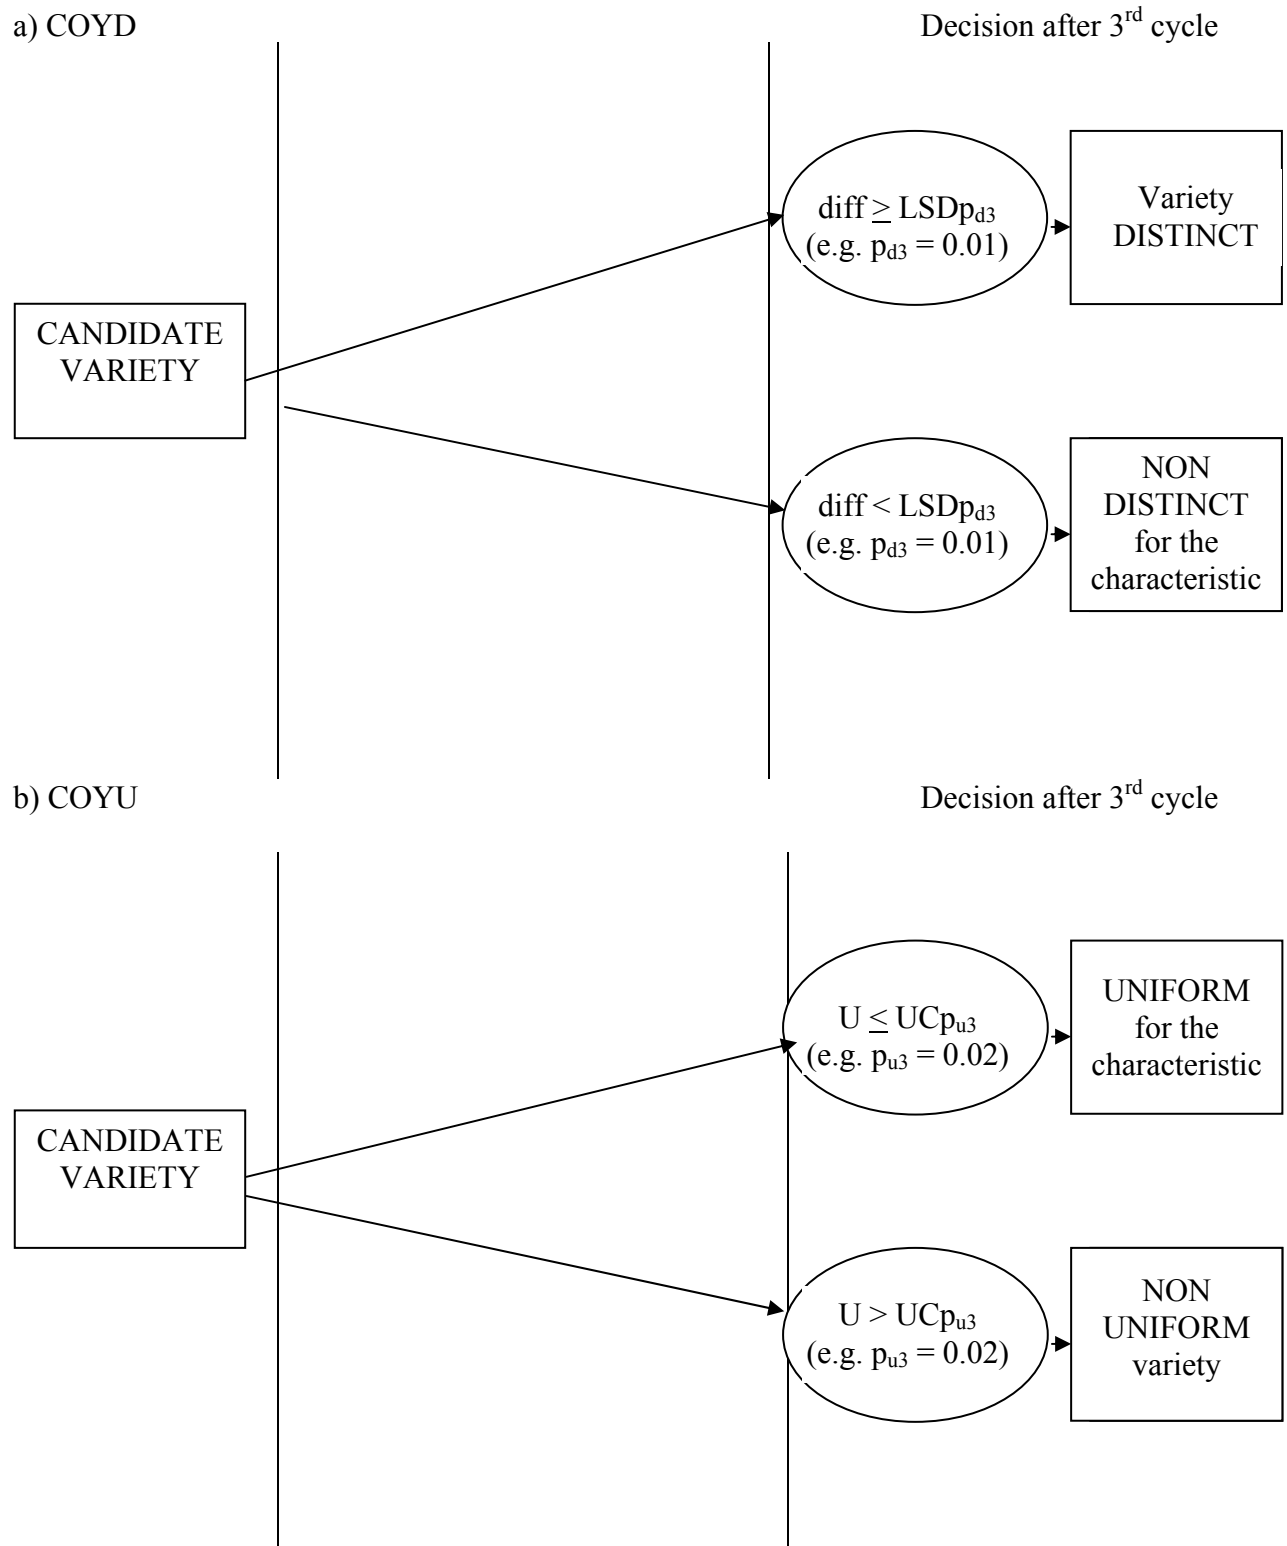 a) COYD
Decision after 3rd cycle
diff ≥ LSDpd3
(e.g. pd3 = 0.01)
Variety
DISTINCT
CANDIDATE
VARIETY
diff < LSDpd3
(e.g. pd3 = 0.01)
NON
DISTINCT
for the
characteristic
b) COYU
Decision after 3rd cycle
U ≤ UCpu3
(e.g. pu3 = 0.02)
UNIFORM
for the
characteristic
CANDIDATE
VARIETY
U > UCpu3
(e.g. pu3 = 0.02)
NON
UNIFORM
variety